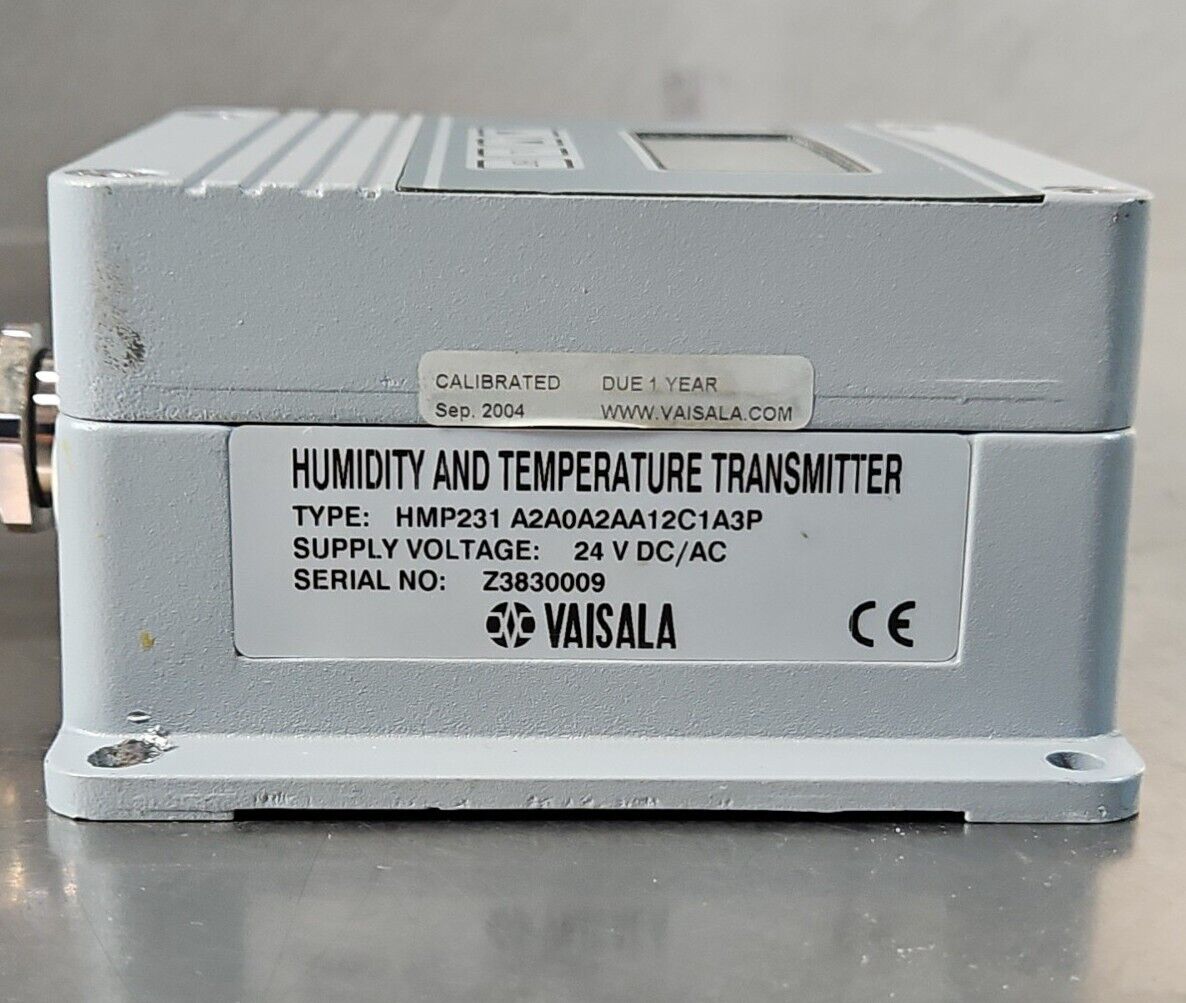 CALIBRATED DUE 1 YEAR
Sep. 2004 WWW.VAISALA.COM
HUMIDITY AND TEMPERATURE TRANSMITTER
TYPE: HMP231 A2A0A2AA12C1A3P
SUPPLY VOLTAGE: 24 V DC/AC
SERIAL NO: Z3830009
VAISALA CE